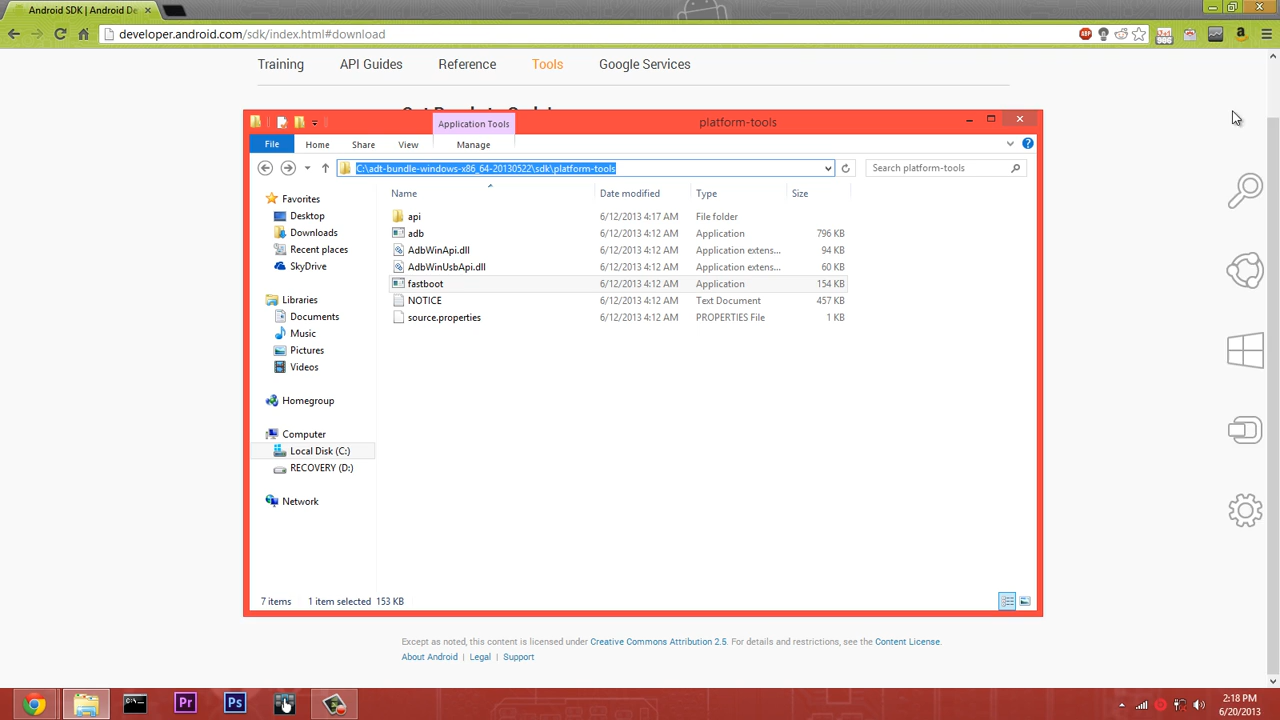 Android SDK | Android De
developer.android.com/sdk/index.html#download
Training API Guides Reference Tools Google Services
Application Tools platform-tools
File Home Share View Manage
C:\adt-bundle-windows-x86_64-20130522\sdk\platform-tools Search platform-tools
Name Date modified Type Size
Favorites
Desktop
Downloads
Recent places
SkyDrive
Libraries
Documents
Music
Pictures
Videos
Homegroup
Computer
Local Disk (C:)
RECOVERY (D:)
Network
api 6/12/2013 4:17 AM File folder
adb 6/12/2013 4:12 AM Application 796 KB
AdbWinApi.dll 6/12/2013 4:12 AM Application extens... 94 KB
AdbWinUsbApi.dll 6/12/2013 4:12 AM Application extens... 60 KB
fastboot 6/12/2013 4:12 AM Application 154 KB
NOTICE 6/12/2013 4:12 AM Text Document 457 KB
source.properties 6/12/2013 4:12 AM PROPERTIES File 1 KB
7 items 1 item selected 153 KB
Except as noted, this content is licensed under Creative Commons Attribution 2.5. For details and restrictions, see the Content License.
About Android | Legal | Support
Pr Ps
2:18 PM
6/20/2013